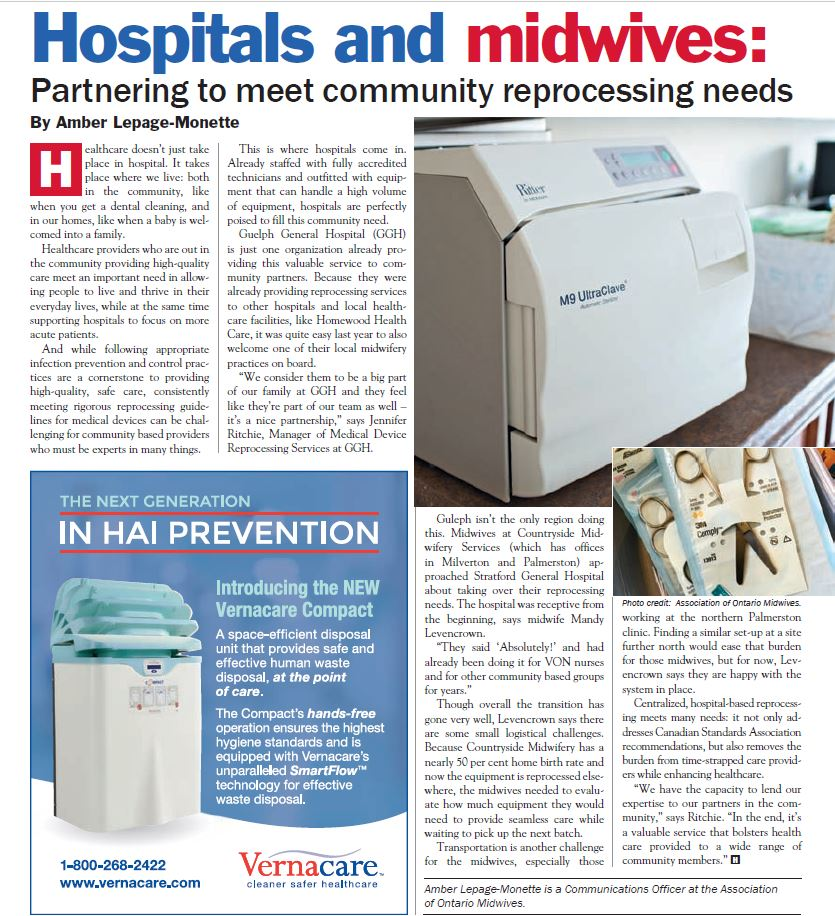 Hospitals and midwives:
Partnering to meet community reprocessing needs
By Amber Lepage-Monette
Healthcare doesn't just take
place in hospital. It takes
place where we live: both
in the community, like
when you get a dental cleaning, and
in our homes, like when a baby is wel-
comed into a family.
Healthcare providers who are out in
the community providing high-quality
care meet an important need in allow-
ing people to live and thrive in their
everyday lives, while at the same time
supporting hospitals to focus on more
acute patients.
And while following appropriate
infection prevention and control prac-
tices are a cornerstone to providing
high-quality, safe care, consistently
meeting rigorous reprocessing guide-
lines for medical devices can be chal-
lenging for community based providers
who must be experts in many things.
This is where hospitals come in.
Already staffed with fully accredited
technicians and outfitted with equip-
ment that can handle a high volume
of equipment, hospitals are perfectly
poised to fill this community need.
Guelph General Hospital (GGH)
is just one organization already pro-
viding this valuable service to com-
munity partners. Because they were
already providing reprocessing services
to other hospitals and local health-
care facilities, like Homewood Health
Care, it was quite easy last year to also
welcome one of their local midwifery
practices on board.
"We consider them to be a big part
of our family at GGH and they feel
like they're part of our team as well –
it's a nice partnership," says Jennifer
Ritchie, Manager of Medical Device
Reprocessing Services at GGH.
Ritter
M9 UltraClave
Automatic Sterilizer
3M
Comply
Instrument
Protector
Photo credit: Association of Ontario Midwives.
Guleph isn't the only region doing
this. Midwives at Countryside Mid-
wifery Services (which has offices
in Milverton and Palmerston) ap-
proached Stratford General Hospital
about taking over their reprocessing
needs. The hospital was receptive from
the beginning, says midwife Mandy
Levencrown.
"They said 'Absolutely!' and had
already been doing it for VON nurses
and for other community based groups
for years."
Though overall the transition has
gone very well, Levencrown says there
are some small logistical challenges.
Because Countryside Midwifery has a
nearly 50 per cent home birth rate and
now the equipment is reprocessed else-
where, the midwives needed to evalu-
ate how much equipment they would
need to provide seamless care while
waiting to pick up the next batch.
Transportation is another challenge
for the midwives, especially those
working at the northern Palmerston
clinic. Finding a similar set-up at a site
further north would ease that burden
for those midwives, but for now, Lev-
encrown says they are happy with the
system in place.
Centralized, hospital-based reprocess-
ing meets many needs: it not only ad-
dresses Canadian Standards Association
recommendations, but also removes the
burden from time-strapped care provid-
ers while enhancing healthcare.
"We have the capacity to lend our
expertise to our partners in the com-
munity," says Ritchie. "In the end, it's
a valuable service that bolsters health
care provided to a wide range of
community members." H
Amber Lepage-Monette is a Communications Officer at the Association
of Ontario Midwives.
THE NEXT GENERATION
IN HAI PREVENTION
Introducing the NEW
Vernacare Compact
A space-efficient disposal
unit that provides safe and
effective human waste
disposal, at the point
of care.
The Compact's hands-free
operation ensures the highest
hygiene standards and is
equipped with Vernacare's
unparalleled SmartFlow™
technology for effective
waste disposal.
1-800-268-2422
www.vernacare.com
Vernacare™
cleaner safer healthcare